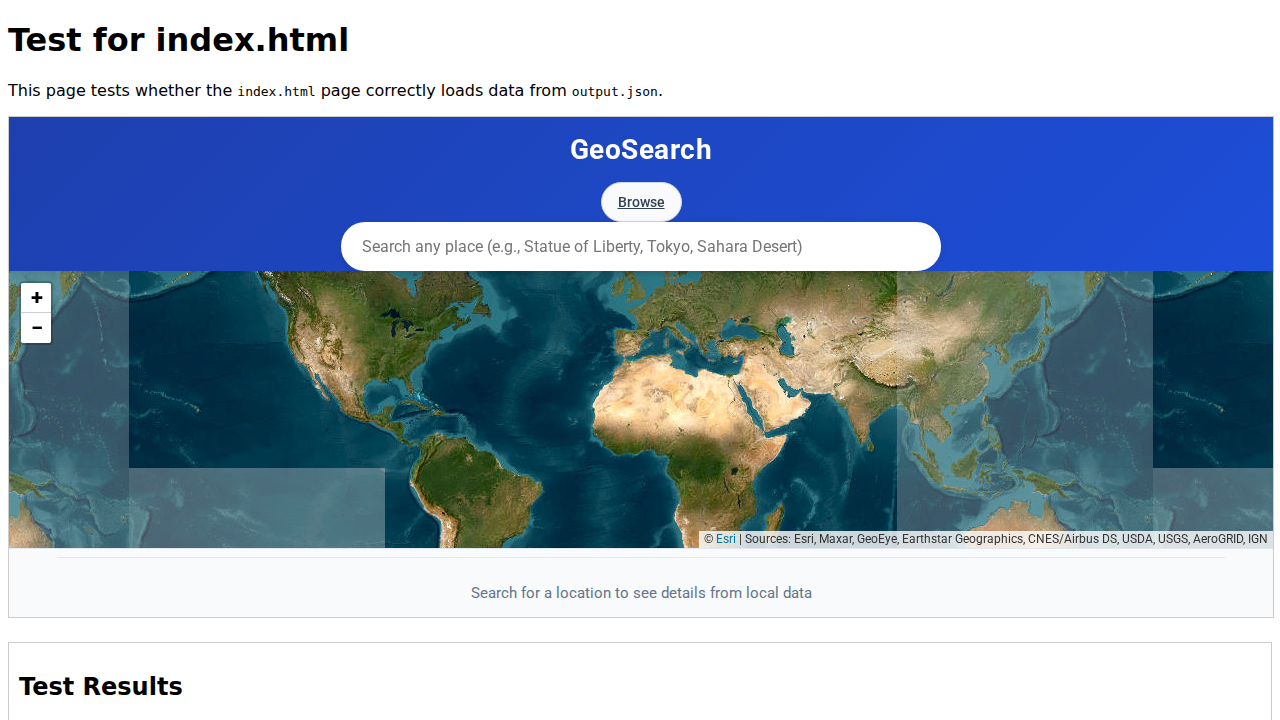 Test for index.html
This page tests whether the index.html page correctly loads data from output.json.
GeoSearch
Browse
Search any place (e.g., Statue of Liberty, Tokyo, Sahara Desert)
+
−
© Esri | Sources: Esri, Maxar, GeoEye, Earthstar Geographics, CNES/Airbus DS, USDA, USGS, AeroGRID, IGN
Search for a location to see details from local data
Test Results